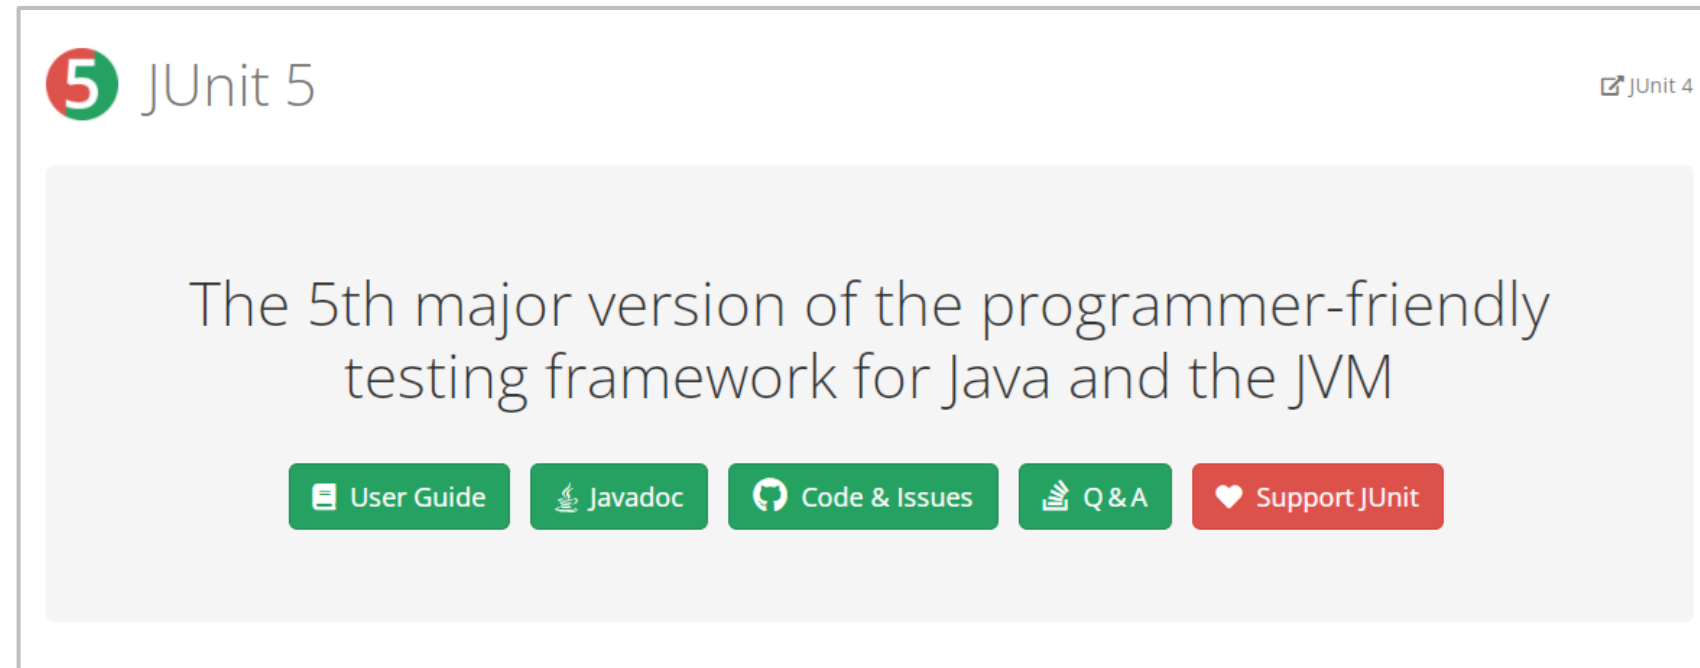 5 JUnit 5
JUnit 4
The 5th major version of the programmer-friendly
testing framework for Java and the JVM
User Guide Javadoc Code & Issues Q & A Support JUnit